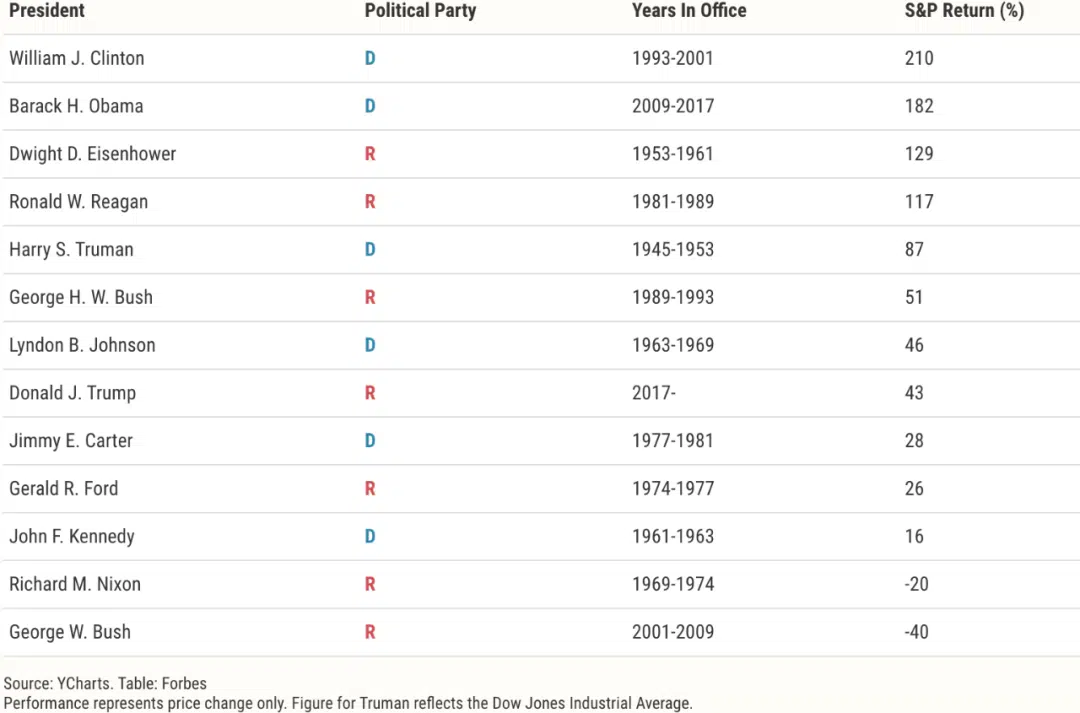 President Political Party Years In Office S&P Return (%)
William J. Clinton D 1993-2001 210
Barack H. Obama D 2009-2017 182
Dwight D. Eisenhower R 1953-1961 129
Ronald W. Reagan R 1981-1989 117
Harry S. Truman D 1945-1953 87
George H. W. Bush R 1989-1993 51
Lyndon B. Johnson D 1963-1969 46
Donald J. Trump R 2017- 43
Jimmy E. Carter D 1977-1981 28
Gerald R. Ford R 1974-1977 26
John F. Kennedy D 1961-1963 16
Richard M. Nixon R 1969-1974 -20
George W. Bush R 2001-2009 -40
Source: YCharts. Table: Forbes
Performance represents price change only. Figure for Truman reflects the Dow Jones Industrial Average.